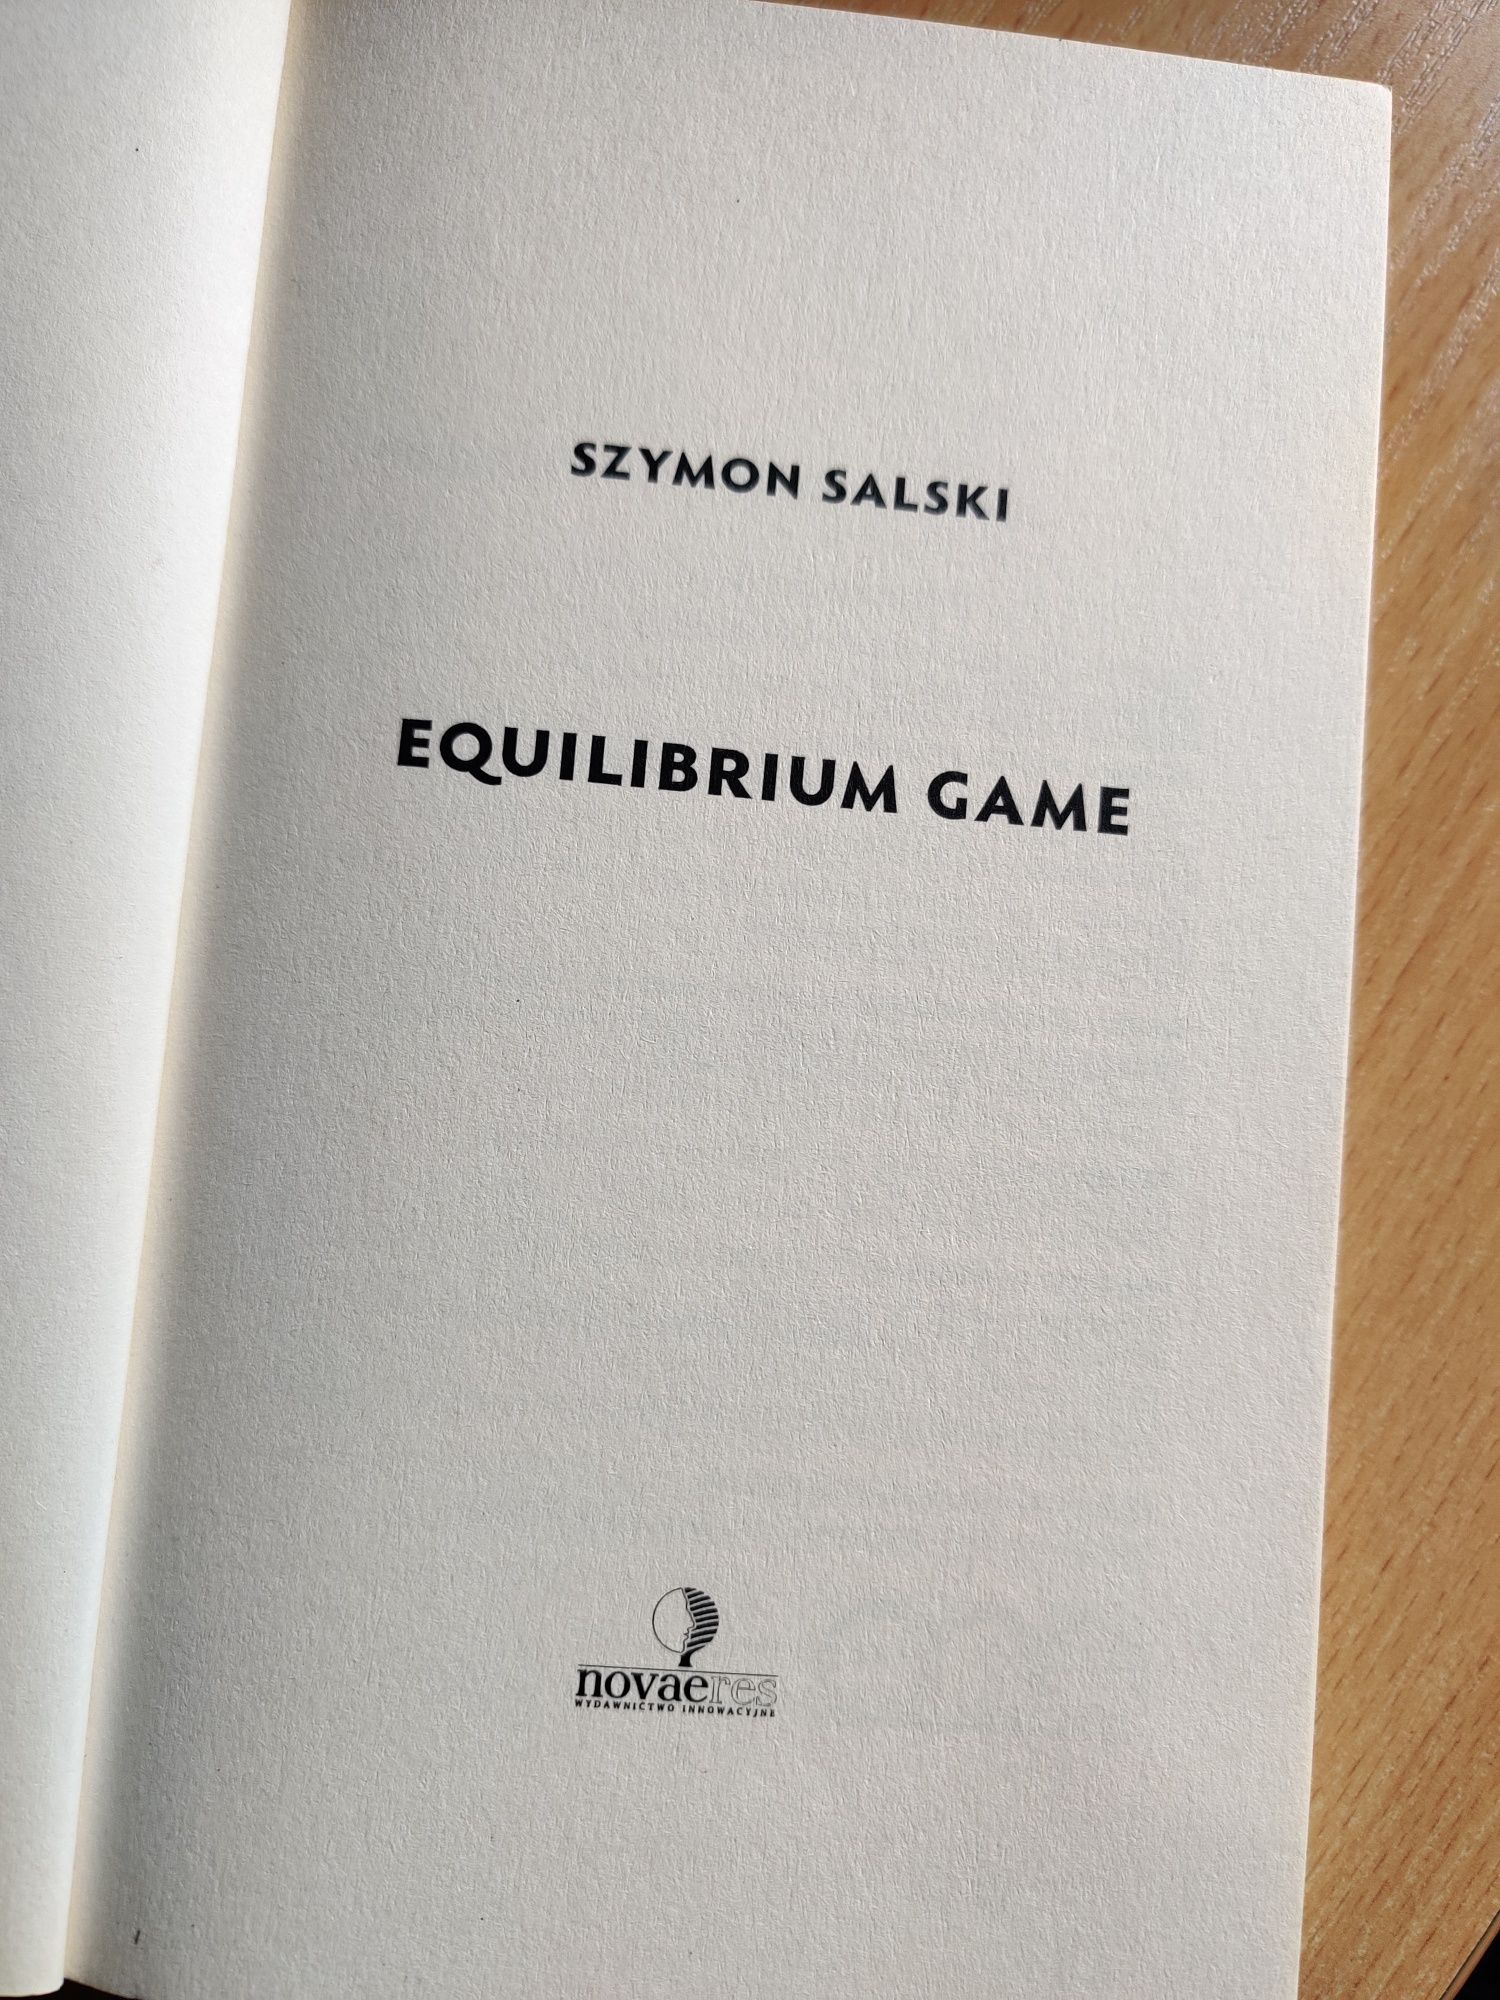 SZYMON SALSKI
EQUILIBRIUM GAME
novaeres
WYDAWNICTWO INNOWACYJNE